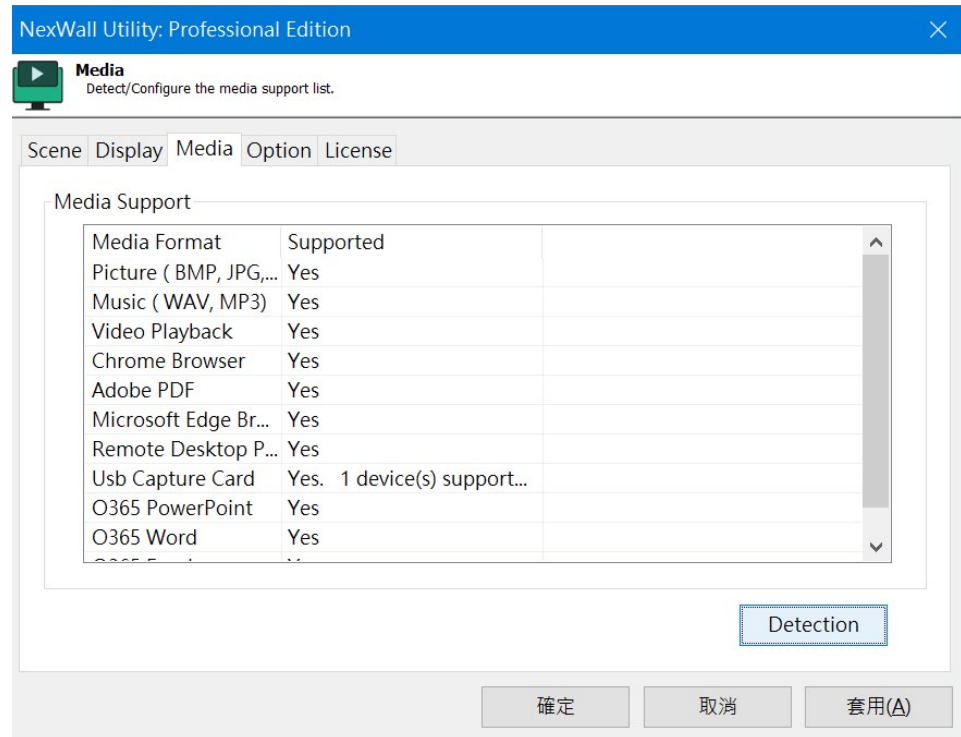 NexWall Utility: Professional Edition
Media
Detect/Configure the media support list.
Scene Display Media Option License
Media Support
Media Format Supported
Picture ( BMP, JPG,... Yes
Music ( WAV, MP3) Yes
Video Playback Yes
Chrome Browser Yes
Adobe PDF Yes
Microsoft Edge Br... Yes
Remote Desktop P... Yes
Usb Capture Card Yes. 1 device(s) support...
O365 PowerPoint Yes
O365 Word Yes
Detection
確定 取消 套用(A)